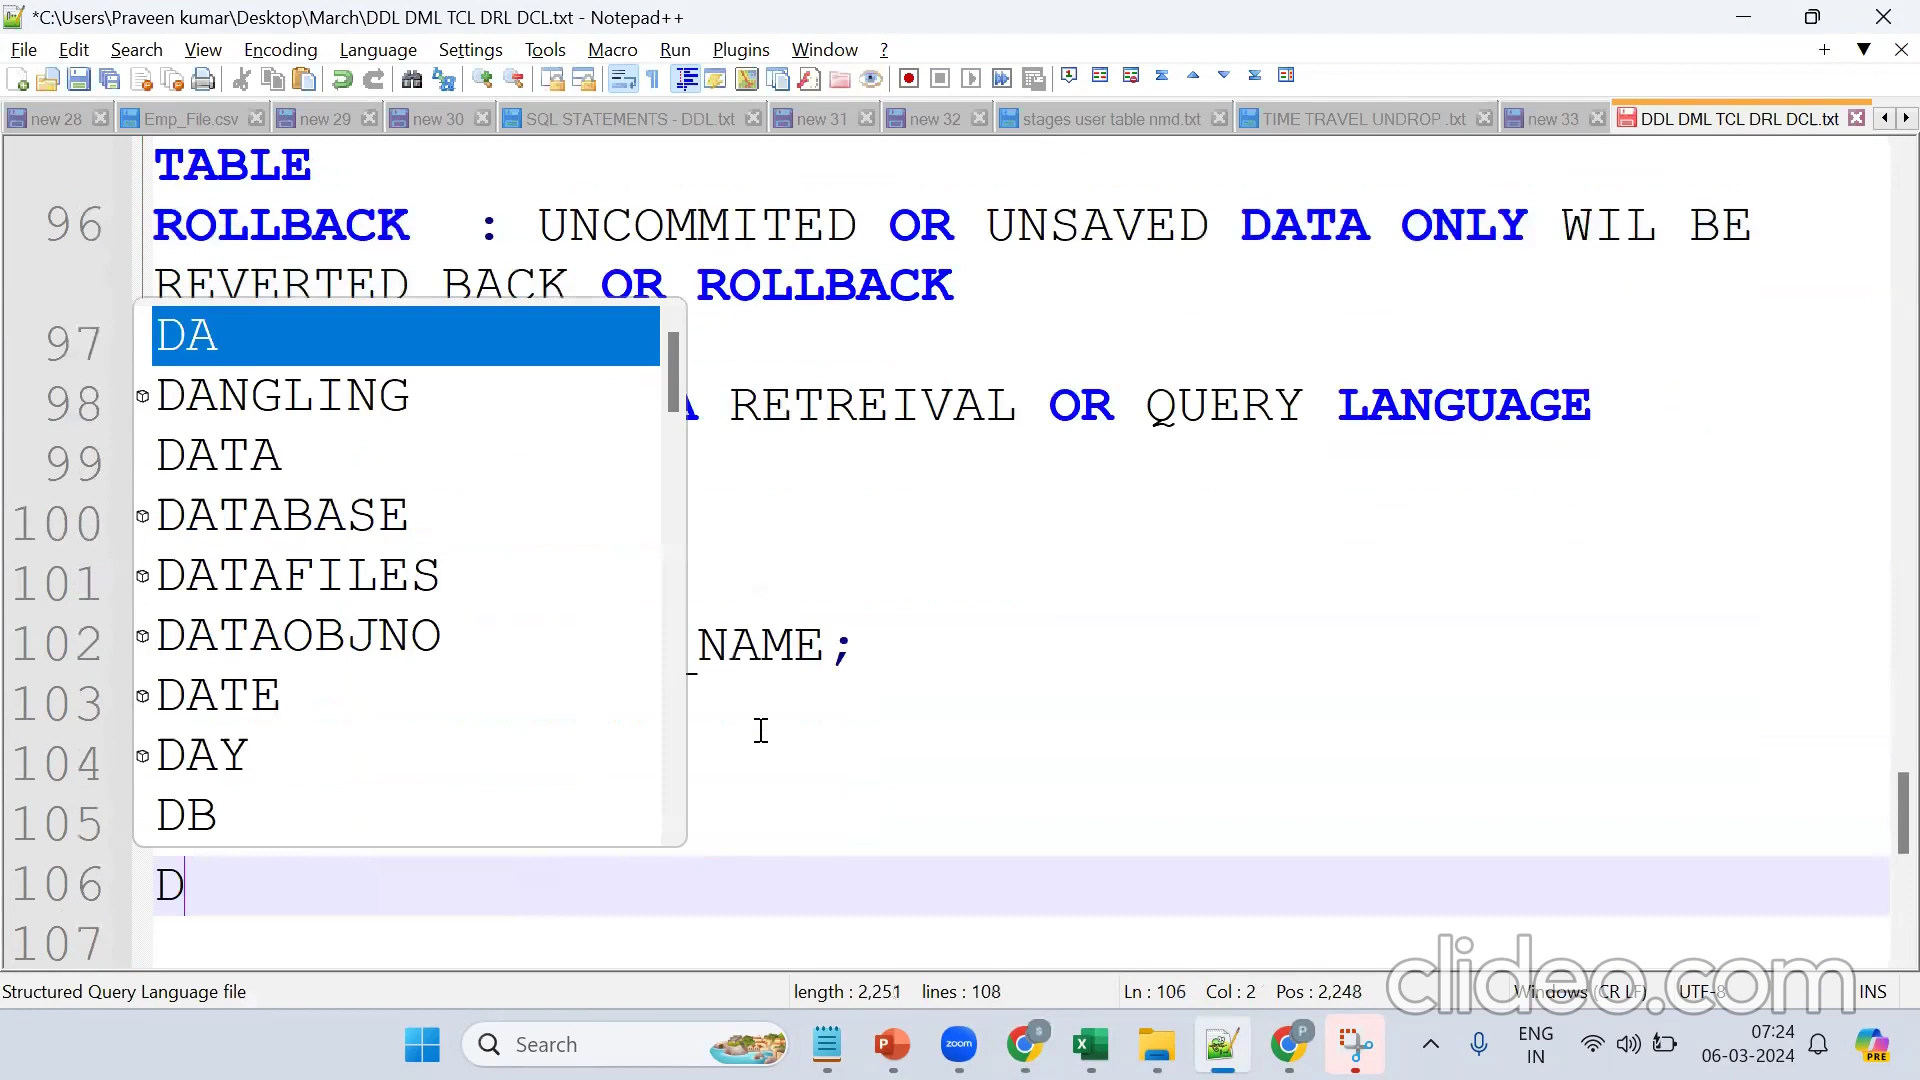 *C:\Users\Praveen kumar\Desktop\March\DDL DML TCL DRL DCL.txt - Notepad++
File Edit Search View Encoding Language Settings Tools Macro Run Plugins Window ?
new 28 Emp_File.csv new 29 new 30 SQL STATEMENTS - DDL.txt new 31 new 32 stages user table nmd.txt TIME TRAVEL UNDROP .txt new 33 DDL DML TCL DRL DCL.txt
TABLE
96 ROLLBACK : UNCOMMITED OR UNSAVED DATA ONLY WIL BE
REVERTED BACK OR ROLLBACK
97 DA
DANGLING
98 A RETREIVAL OR QUERY LANGUAGE
99 DATA
100 DATABASE
101 DATAFILES
102 DATAOBJNO _NAME;
103 DATE
104 DAY
105 DB
106 D
107
clideo.com
Structured Query Language file length : 2,251 lines : 108 Ln : 106 Col : 2 Pos : 2,248 Windows (CR LF) UTF-8 INS
Search zoom S P ENG 07:24
IN 06-03-2024 PRE